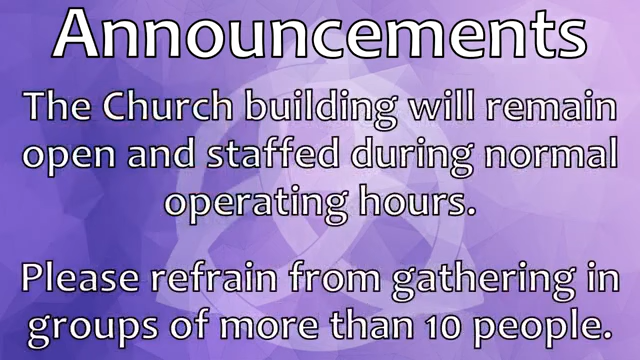 Announcements
The Church building will remain
open and staffed during normal
operating hours.
Please refrain from gathering in
groups of more than 10 people.